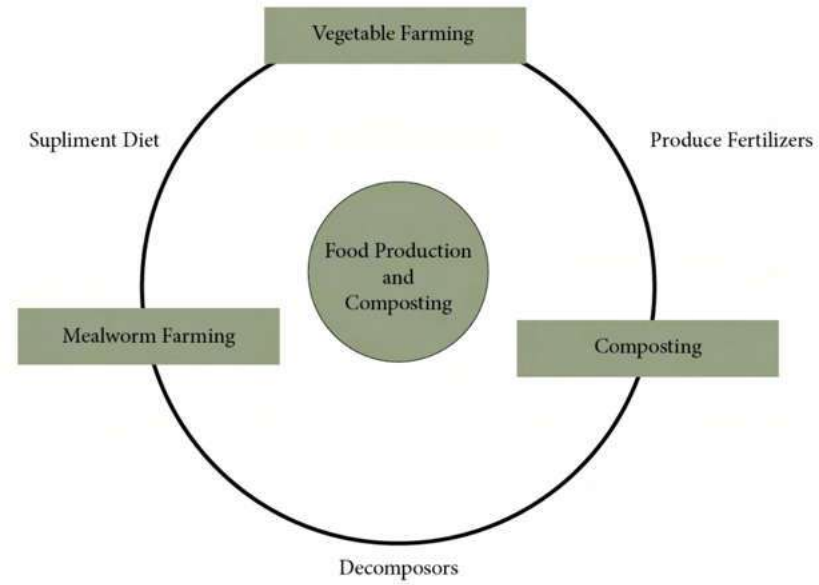 Vegetable Farming
Supliment Diet
Produce Fertilizers
Food Production
and
Composting
Mealworm Farming
Composting
Decomposors